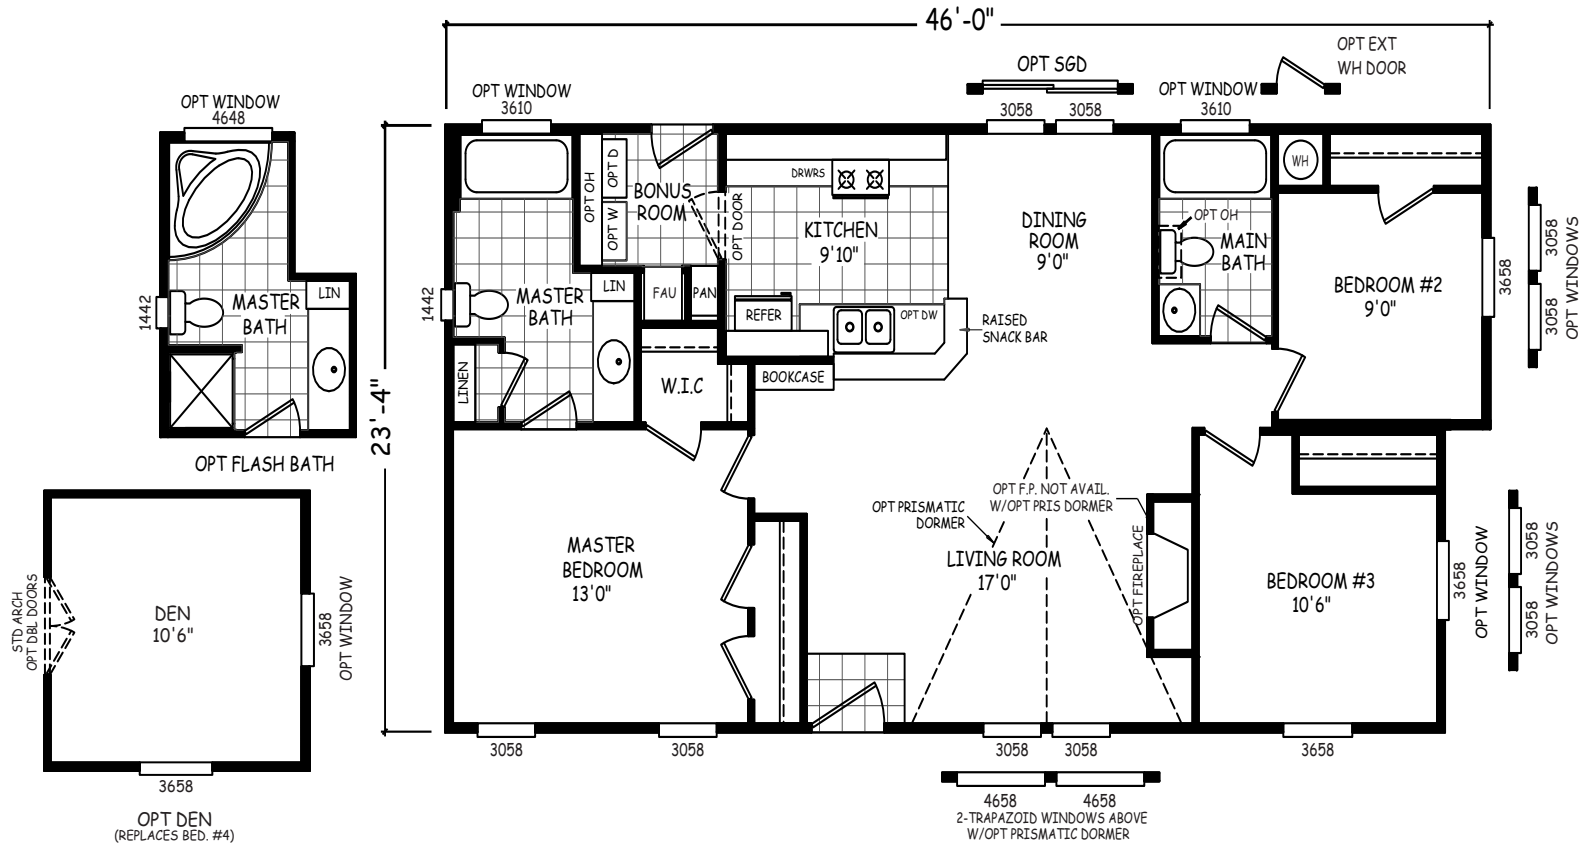 46'-0"
OPT EXT
WH DOOR
OPT SGD
OPT WINDOW
3610
3058
3058
OPT WINDOW
3610
OPT WINDOW
4648
23'-4"
1442
MASTER
BATH
LIN
OPT FLASH BATH
1442
OPT OH
OPT D
OPT W
BONUS
ROOM
OPT DOOR
MASTER
BATH
LIN
FAU
PAN
LINEN
W.I.C
DRWRS
KITCHEN
9'10"
REFER
OPT DW
RAISED
SNACK BAR
BOOKCASE
DINING
ROOM
9'0"
OPT OH
MAIN
BATH
WH
BEDROOM #2
9'0"
3658
3058
3058
OPT WINDOWS
STD ARCH
OPT DBL DOORS
DEN
10'6"
3658
OPT WINDOW
3658
OPT DEN
(REPLACES BED. #4)
MASTER
BEDROOM
13'0"
OPT PRISMATIC
DORMER
OPT F.P. NOT AVAIL.
W/OPT PRIS DORMER
LIVING ROOM
17'0"
OPT FIREPLACE
BEDROOM #3
10'6"
3658
OPT WINDOW
3058
3058
OPT WINDOWS
3058
3058
3058
3058
3658
4658
4658
2-TRAPAZOID WINDOWS ABOVE
W/OPT PRISMATIC DORMER